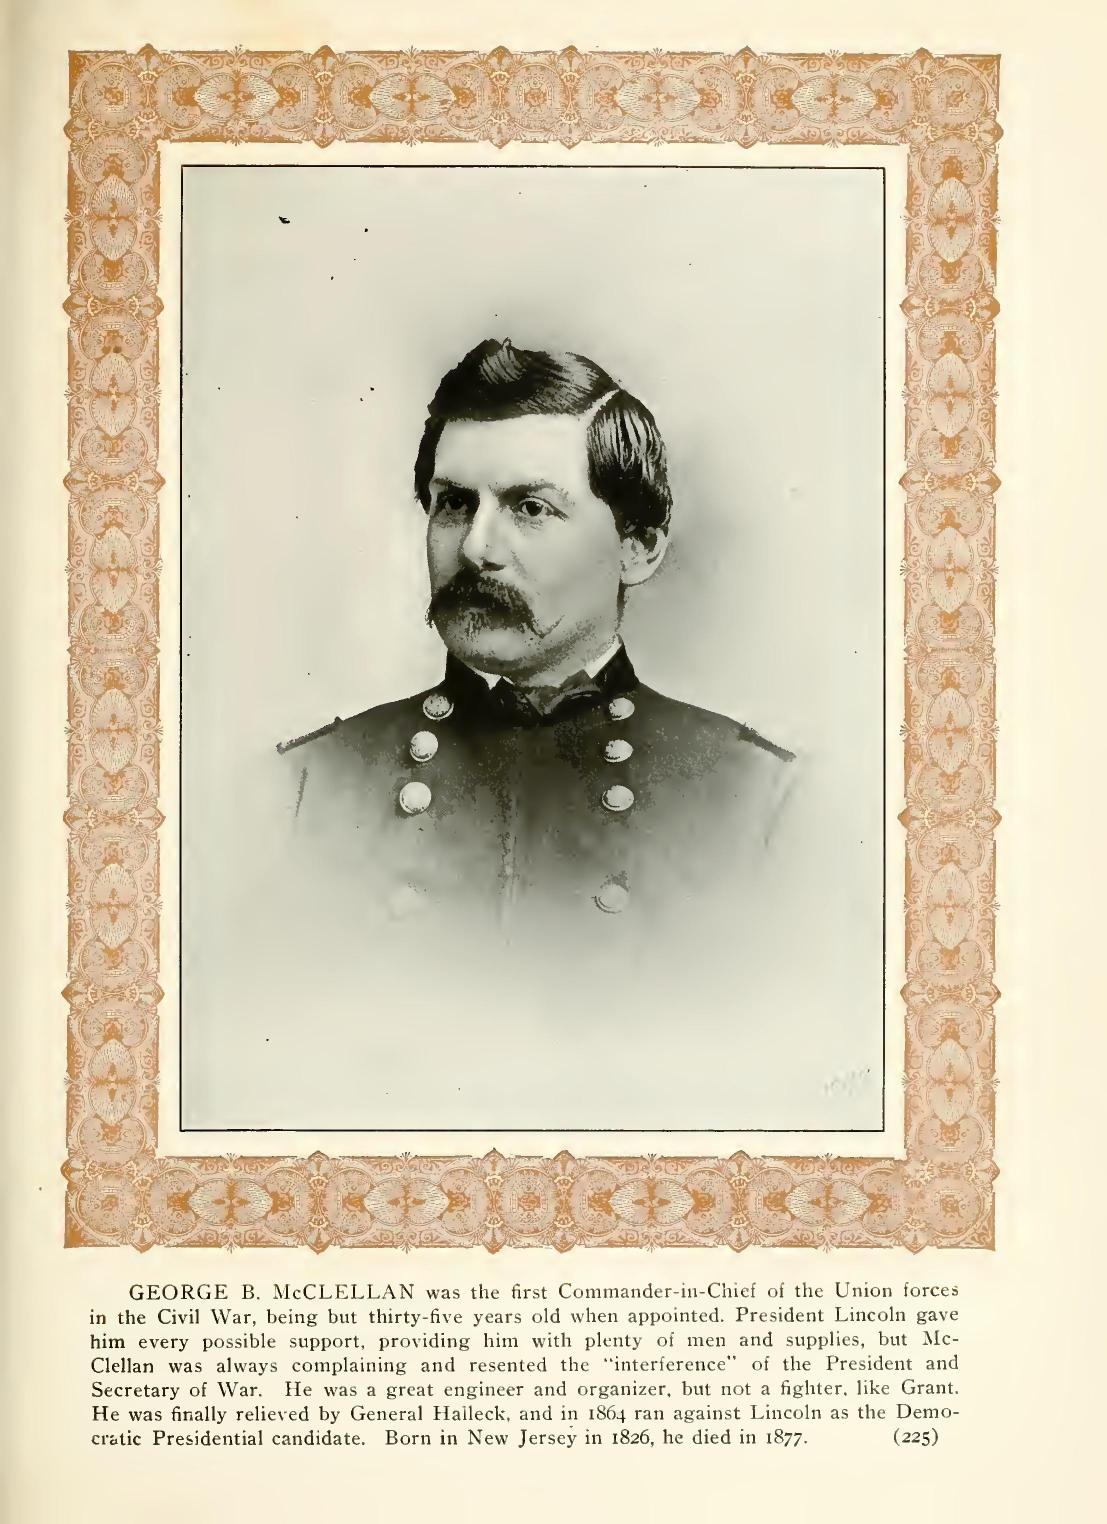 GEORGE B. McCLELLAN was the first Commander-in-Chief of the Union forces
in the Civil War, being but thirty-five years old when appointed. President Lincoln gave
him every possible support, providing him with plenty of men and supplies, but Mc-
Clellan was always complaining and resented the "interference" of the President and
Secretary of War. He was a great engineer and organizer, but not a fighter, like Grant.
He was finally relieved by General Halleck, and in 1864 ran against Lincoln as the Demo-
cratic Presidential candidate. Born in New Jersey in 1826, he died in 1877. (225)